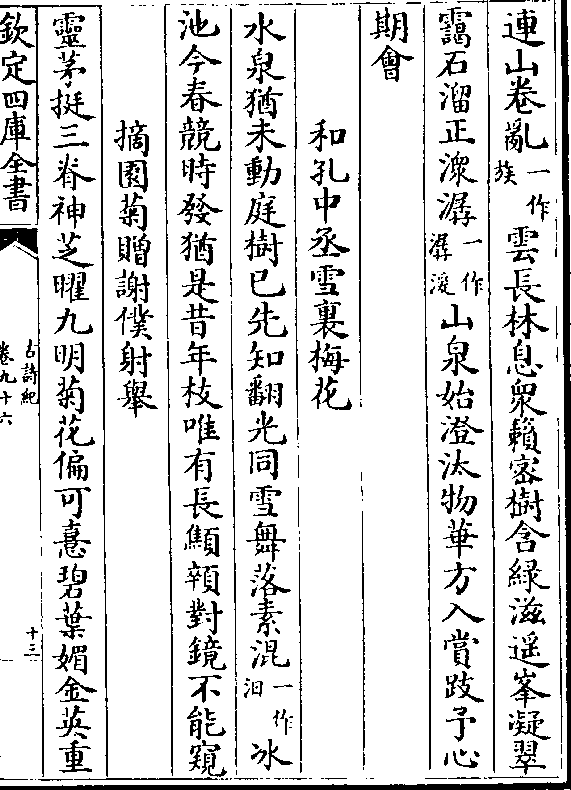 連山卷亂一作族雲長林息衆籟密樹含緑滋遥峯凝翠
靄石溜正潀潺一作潺湲山泉始澄汰物華方入賞跂予心
期㑹
和孔中丞雪裏梅花
水泉猶未動庭樹已先知翻光同雪舞落素混一作汩冰
池今春競時發猶是昔年枝唯有長顦顇對鏡不能窺
摘園菊贈謝僕射舉
靈茅挺三脊神芝曜九明菊花偏可憙碧葉媚金英重
欽定四庫全書
古詩紀
卷九十六
十三